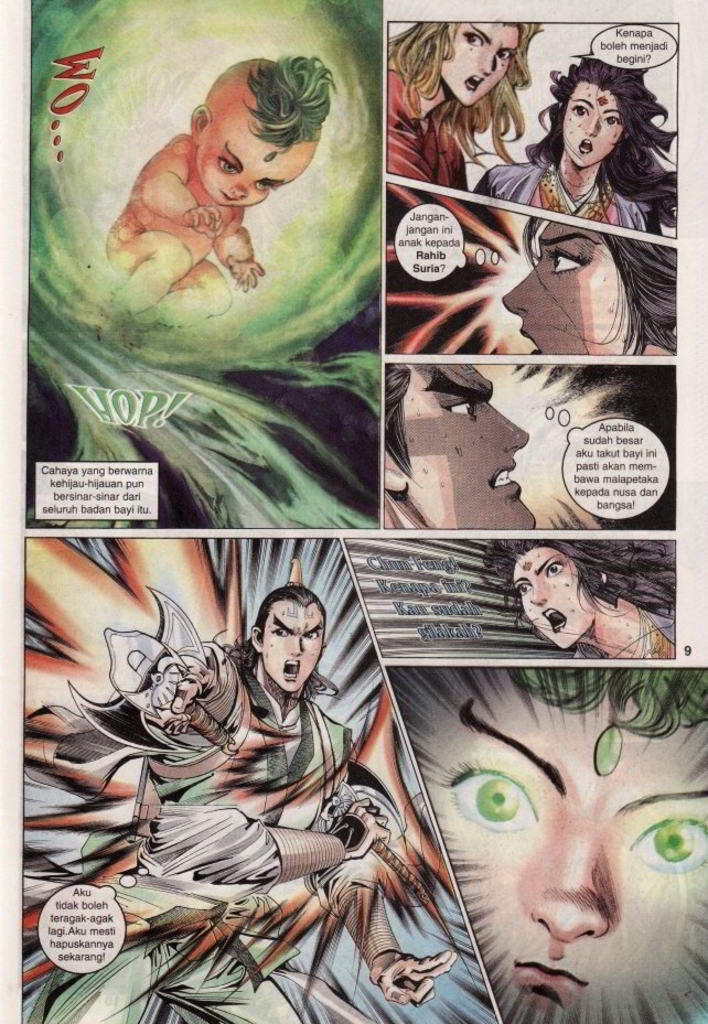 WO...
HOP!
Cahaya yang berwarna
kehijau-hijauan pun
bersinar-sinar dari
seluruh badan bayi itu.
Kenapa
boleh menjadi
begini?
Jangan-
jangan ini
anak kepada
Rahib
Suria?
Apabila
sudah besar
aku takut bayi ini
pasti akan mem-
bawa malapetaka
kepada nusa dan
bangsa!
Chun Feng!
Kenapa ini?
Kau sudah
gilakah?
9
Aku
tidak boleh
teragak-agak
lagi.Aku mesti
hapuskannya
sekarang!